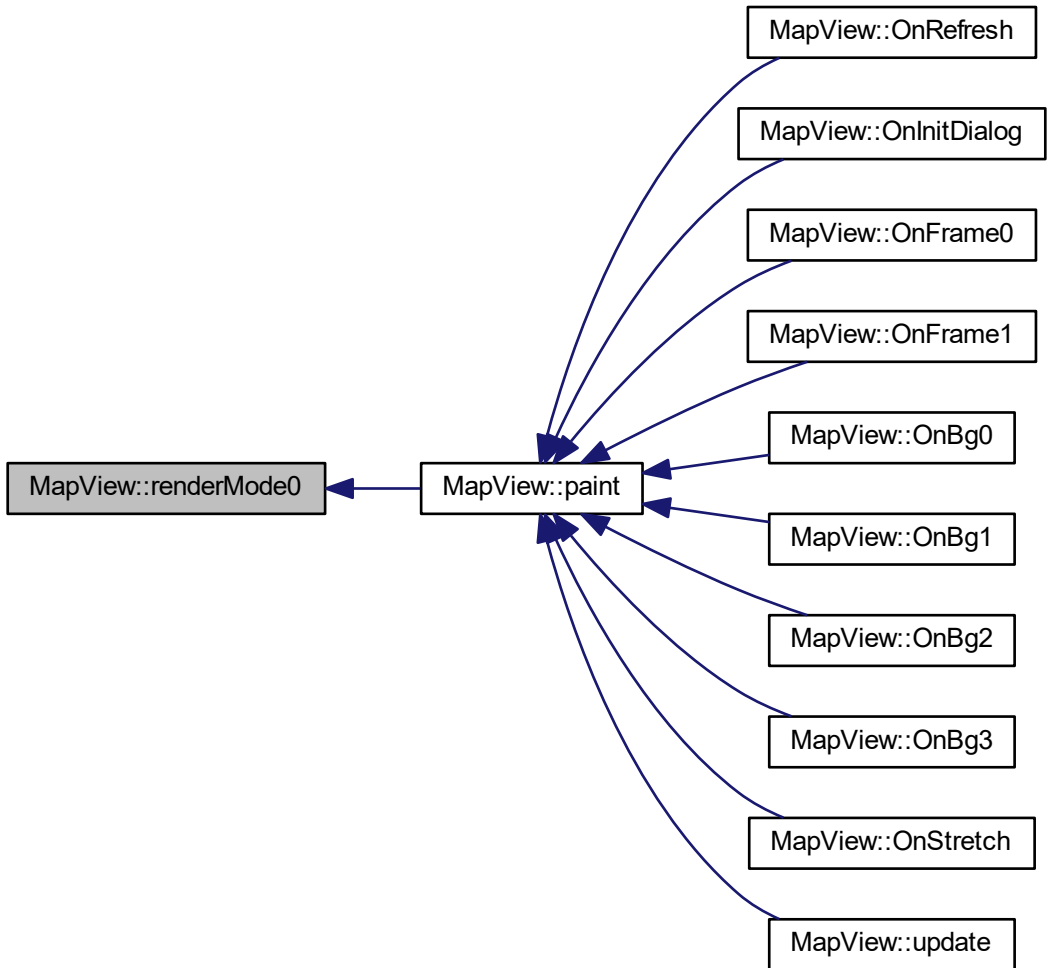 MapView::OnRefresh
MapView::OnInitDialog
MapView::OnFrame0
MapView::OnFrame1
MapView::OnBg0
MapView::renderMode0
MapView::paint
MapView::OnBg1
MapView::OnBg2
MapView::OnBg3
MapView::OnStretch
MapView::update